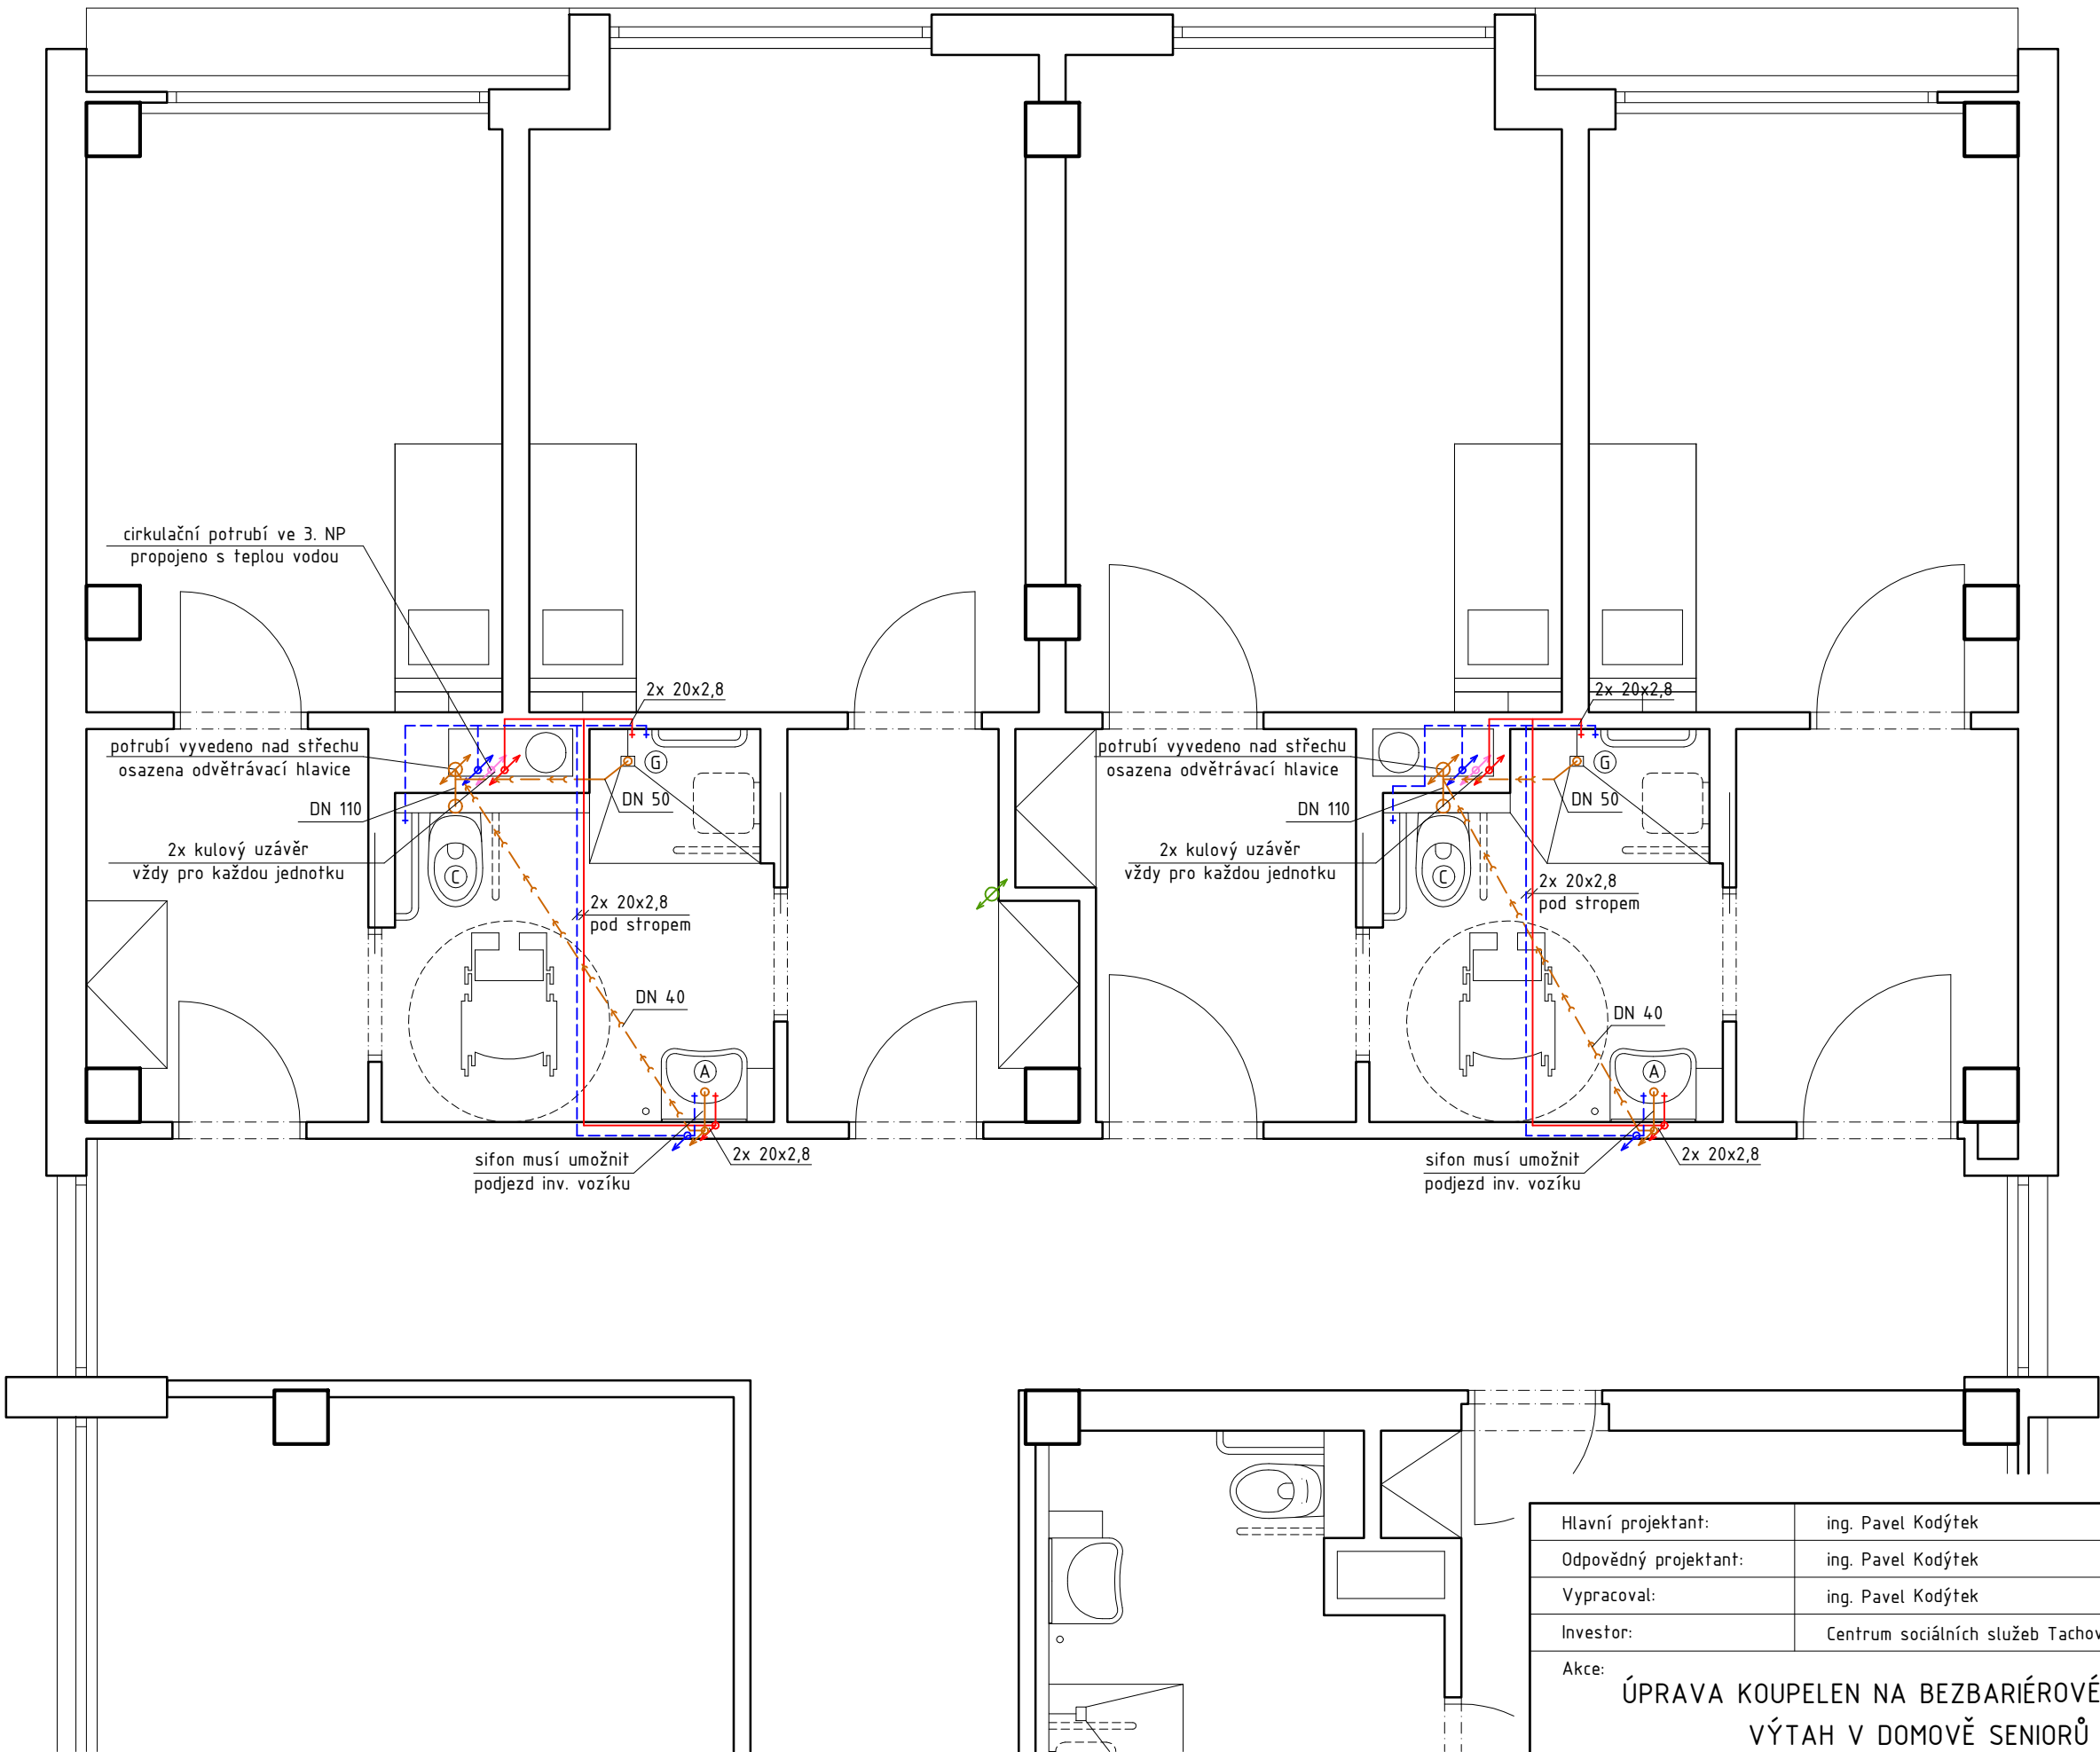 cirkulační potrubí ve 3. NP
propojeno s teplou vodou
2x 20x2,8
2x 20x2,8
potrubí vyvedeno nad střechu
osazena odvětrávací hlavice
G
DN 50
DN 110
2x kulový uzávěr
vždy pro každou jednotku
C
2x 20x2,8
pod stropem
DN 40
A
sifon musí umožnit
podjezd inv. vozíku
2x 20x2,8
potrubí vyvedeno nad střechu
osazena odvětrávací hlavice
G
DN 50
DN 110
2x kulový uzávěr
vždy pro každou jednotku
C
2x 20x2,8
pod stropem
DN 40
A
sifon musí umožnit
podjezd inv. vozíku
2x 20x2,8
Hlavní projektant: ing. Pavel Kodýtek
Odpovědný projektant: ing. Pavel Kodýtek
Vypracoval: ing. Pavel Kodýtek
Investor: Centrum sociálních služeb Tachov
Akce:
ÚPRAVA KOUPELEN NA BEZBARIÉROVÉ
VÝTAH V DOMOVĚ SENIORŮ